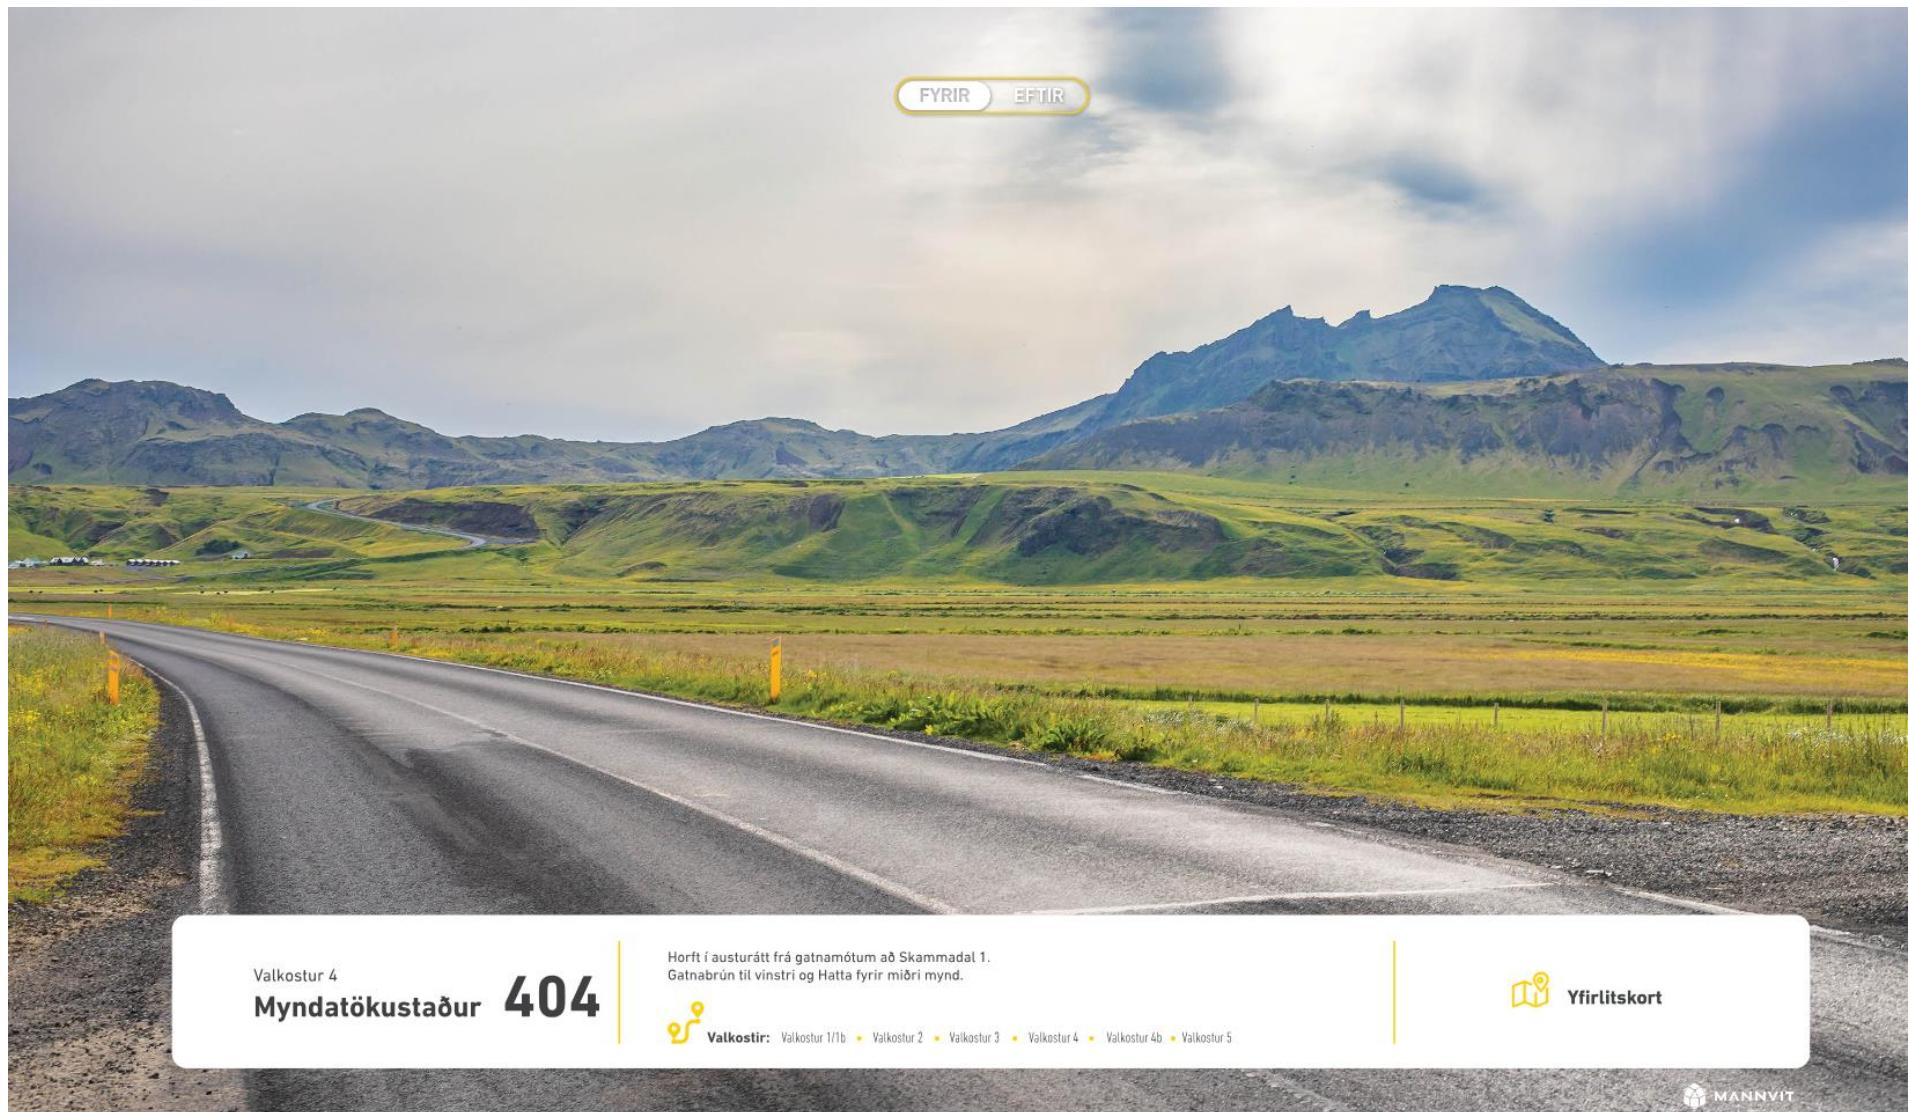 FYRIR EFTIR
Valkostur 4
Myndatökustaður 404
Horft í austurátt frá gatnamótum að Skammadal 1.
Gatnabrún til vinstri og Hatta fyrir miðri mynd.
Valkostir: Valkostur 1/1b • Valkostur 2 • Valkostur 3 • Valkostur 4 • Valkostur 4b • Valkostur 5
Yfirlitskort
MANNVIT